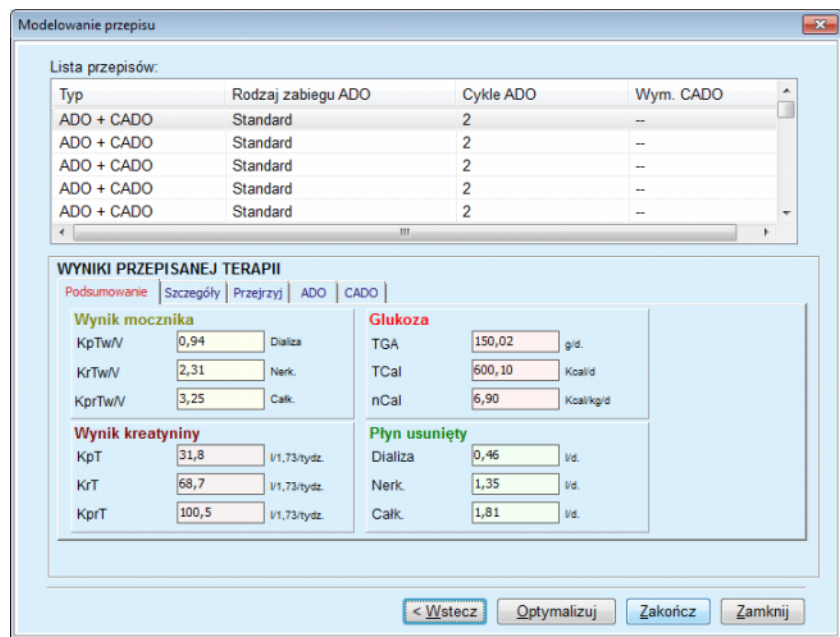 Modelowanie przepisu
Lista przepisów:
Typ Rodzaj zabiegu ADO Cykle ADO Wym. CADO
ADO + CADO Standard 2 --
ADO + CADO Standard 2 --
ADO + CADO Standard 2 --
ADO + CADO Standard 2 --
ADO + CADO Standard 2 --
WYNIKI PRZEPISANEJ TERAPII
Podsumowanie Szczegóły Przejrzyj ADO CADO
Wynik mocznika
KpTw/V 0,94 Dializa
KrTw/V 2,31 Nerk.
KprTw/V 3,25 Całk.
Glukoza
TGA 150,02 g/d.
TCal 600,10 Kcal/d
nCal 6,90 Kcal/kg/d
Wynik kreatyniny
KpT 31,8 l/1,73/tydz.
KrT 68,7 l/1,73/tydz.
KprT 100,5 l/1,73/tydz.
Płyn usunięty
Dializa 0,46 l/d.
Nerk. 1,35 l/d.
Całk. 1,81 l/d.
< Wstecz Optymalizuj Zakończ Zamknij